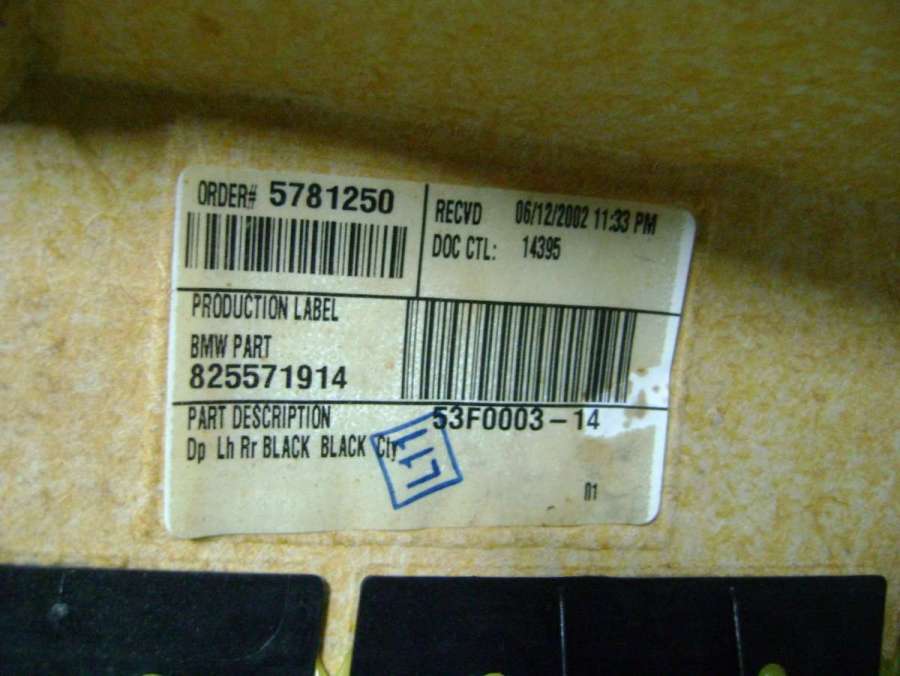 ORDER# 5781250
RECVD 06/12/2002 11:33 PM
DOC CTL: 14395
PRODUCTION LABEL
BMW PART
825571914
PART DESCRIPTION
53F0003-14
Dp Lh Rr BLACK BLACK Cty
L11
01